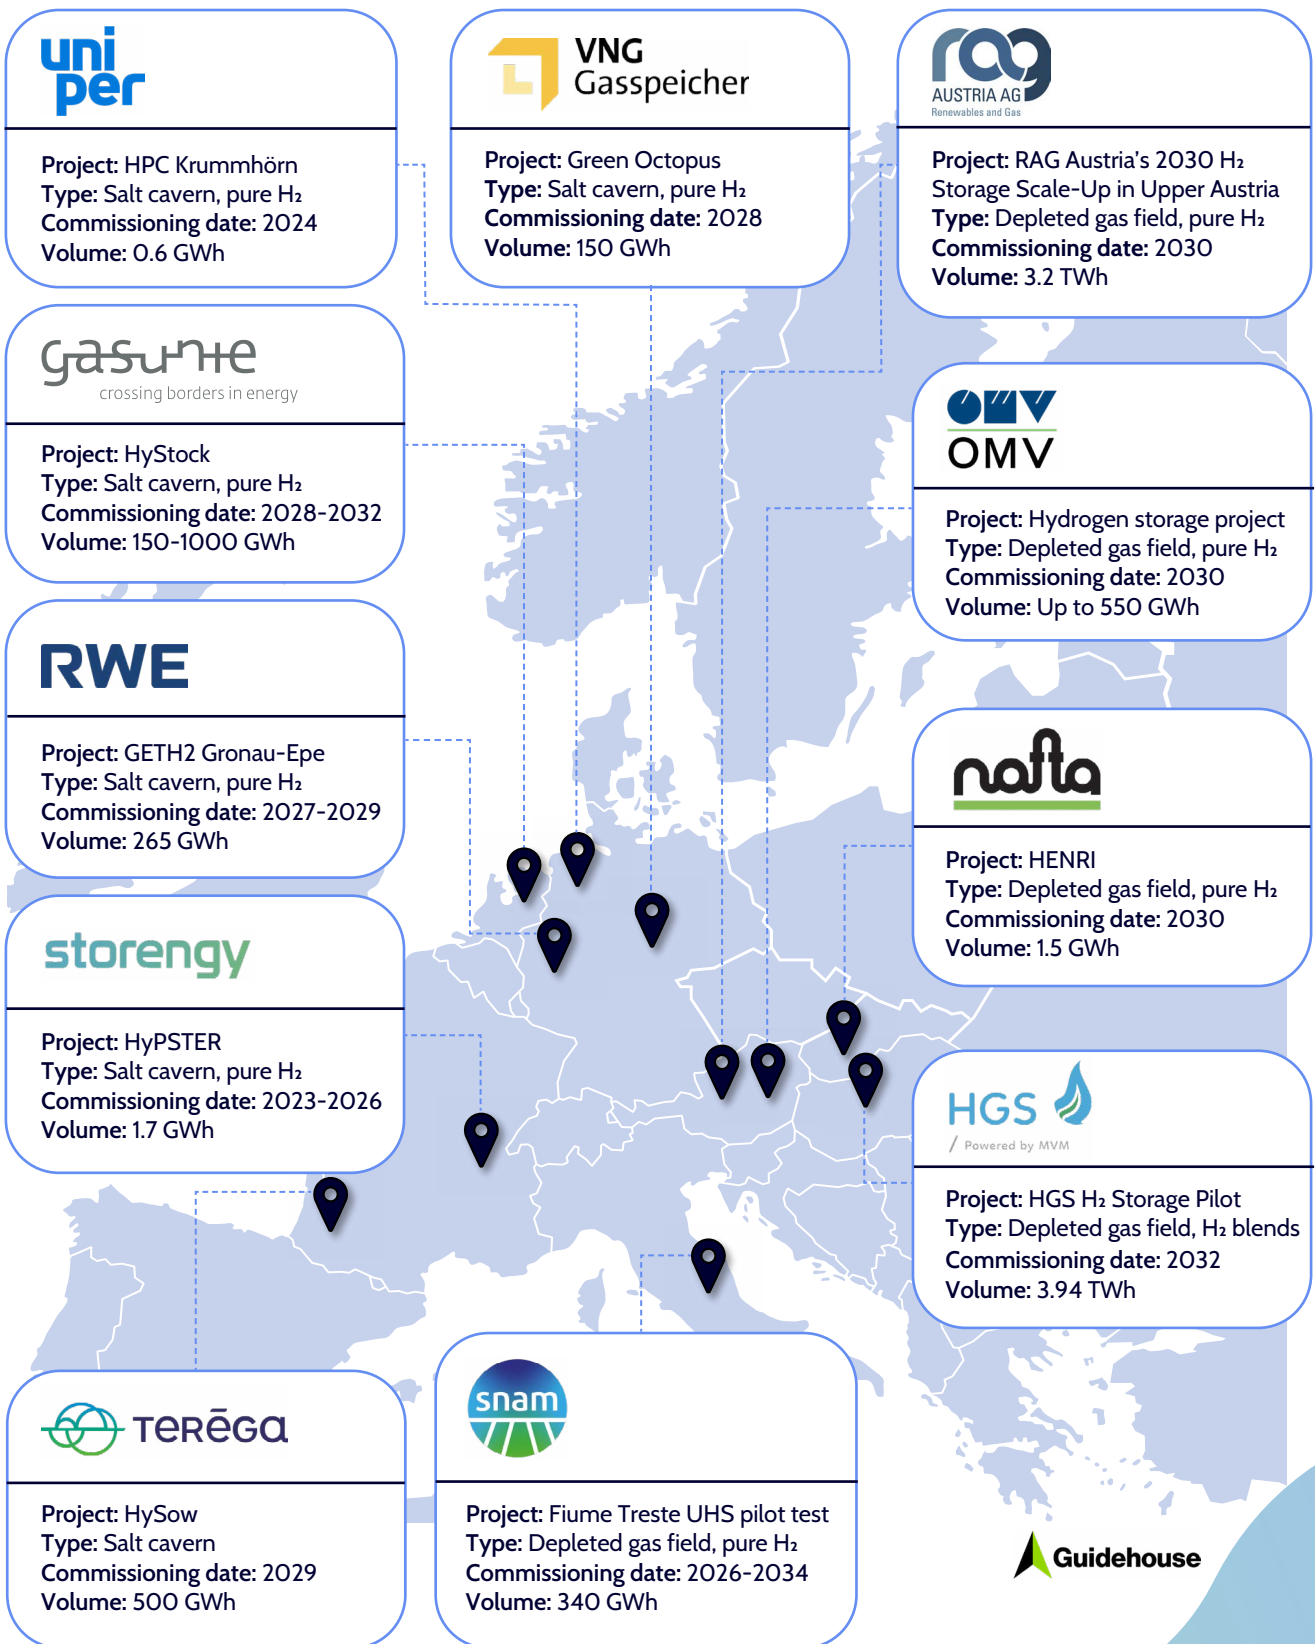 uni
per
Project: HPC Krummhörn
Type: Salt cavern, pure H₂
Commissioning date: 2024
Volume: 0.6 GWh
VNG
Gasspeicher
Project: Green Octopus
Type: Salt cavern, pure H₂
Commissioning date: 2028
Volume: 150 GWh
rag
AUSTRIA AG
Renewables and Gas
Project: RAG Austria's 2030 H₂
Storage Scale-Up in Upper Austria
Type: Depleted gas field, pure H₂
Commissioning date: 2030
Volume: 3.2 TWh
gasunie
crossing borders in energy
Project: HyStock
Type: Salt cavern, pure H₂
Commissioning date: 2028-2032
Volume: 150-1000 GWh
OMV
OMV
Project: Hydrogen storage project
Type: Depleted gas field, pure H₂
Commissioning date: 2030
Volume: Up to 550 GWh
RWE
Project: GETH2 Gronau-Epe
Type: Salt cavern, pure H₂
Commissioning date: 2027-2029
Volume: 265 GWh
nafta
Project: HENRI
Type: Depleted gas field, pure H₂
Commissioning date: 2030
Volume: 1.5 GWh
storengy
Project: HyPSTER
Type: Salt cavern, pure H₂
Commissioning date: 2023-2026
Volume: 1.7 GWh
HGS
/ Powered by MVM
Project: HGS H₂ Storage Pilot
Type: Depleted gas field, H₂ blends
Commissioning date: 2032
Volume: 3.94 TWh
TERĒGA
Project: HySow
Type: Salt cavern
Commissioning date: 2029
Volume: 500 GWh
snam
Project: Fiume Treste UHS pilot test
Type: Depleted gas field, pure H₂
Commissioning date: 2026-2034
Volume: 340 GWh
Guidehouse